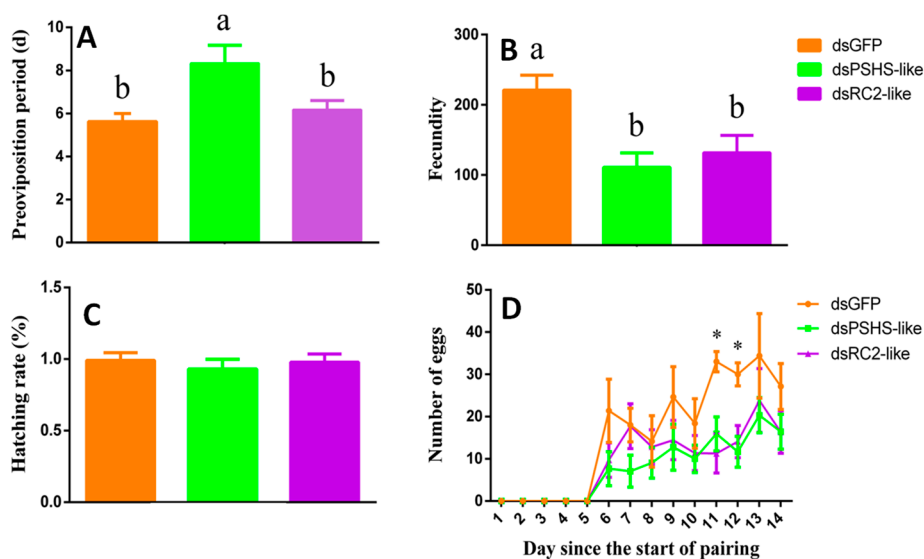 A
Preoviposition period (d)
10
8
6
4
2
0
b
a
b
B
Fecundity
300
200
100
0
a
b
b
dsGFP
dsPSHS-like
dsRC2-like
C
Hatching rate (%)
1.5
1.0
0.5
0.0
D
Number of eggs
50
40
30
20
10
0
*
*
1 2 3 4 5 6 7 8 9 10 11 12 13 14
Day since the start of pairing
dsGFP
dsPSHS-like
dsRC2-like